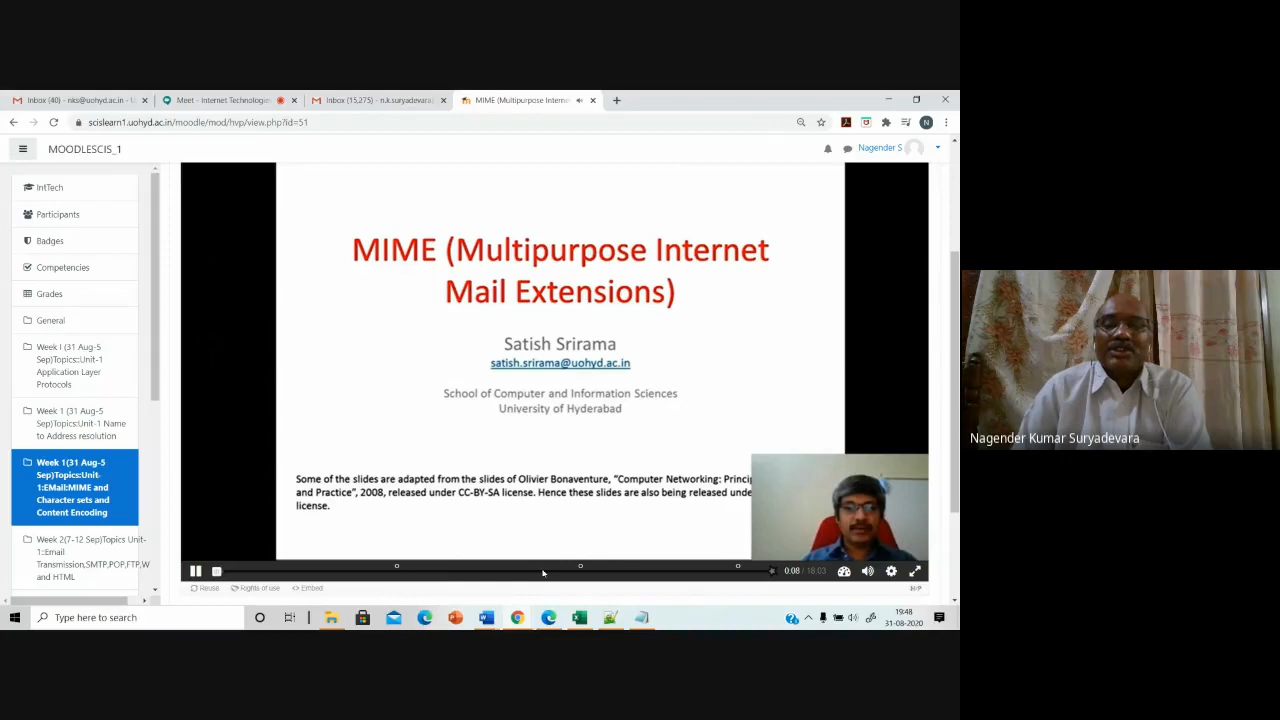 Inbox (40) - nks@uohyd.ac.in - U
Meet - Internet Technologies
Inbox (15,275) - n.k.suryadevara
MIME (Multipurpose Intern
scislearn1.uohyd.ac.in/moodle/mod/hvp/view.php?id=51
N
MOODLESCIS_1
Nagender S
IntTech
Participants
Badges
Competencies
Grades
General
Week I (31 Aug-5
Sep)Topics:Unit-1
Application Layer
Protocols
Week 1 (31 Aug-5
Sep)Topics:Unit-1 Name
to Address resolution
Week 1(31 Aug-5
Sep)Topics:Unit-
1:EMail:MIME and
Character sets and
Content Encoding
Week 2(7-12 Sep)Topics Unit-
1::Email
Transmission,SMTP,POP,FTP,W
and HTML
MIME (Multipurpose Internet
Mail Extensions)
Satish Srirama
satish.srirama@uohyd.ac.in
School of Computer and Information Sciences
University of Hyderabad
Some of the slides are adapted from the slides of Olivier Bonaventure, "Computer Networking: Princi
and Practice", 2008, released under CC-BY-SA license. Hence these slides are also being released unde
license.
0:08 / 18:03
Reuse
Rights of use
<> Embed
H5P
Nagender Kumar Suryadevara
Type here to search
19:48
31-08-2020